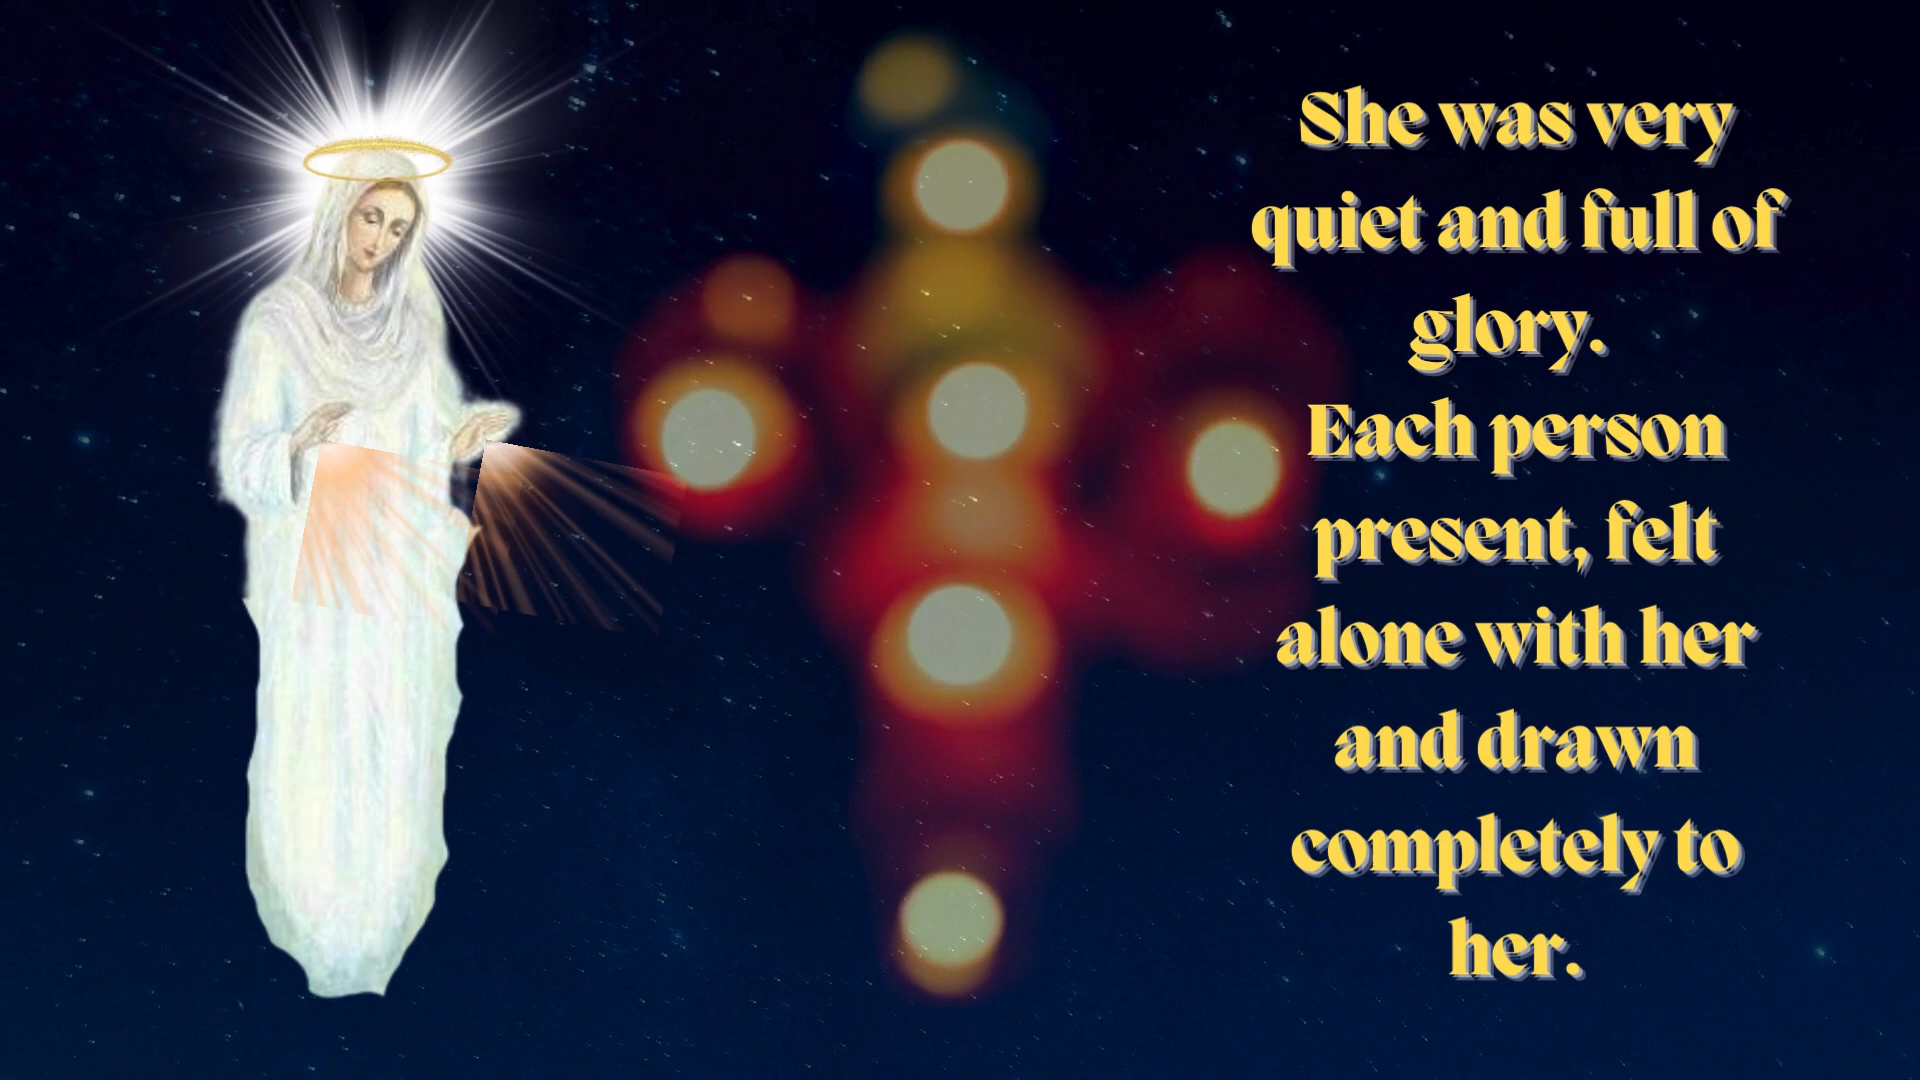 She was very
quiet and full of
glory.
Each person
present, felt
alone with her
and drawn
completely to
her.